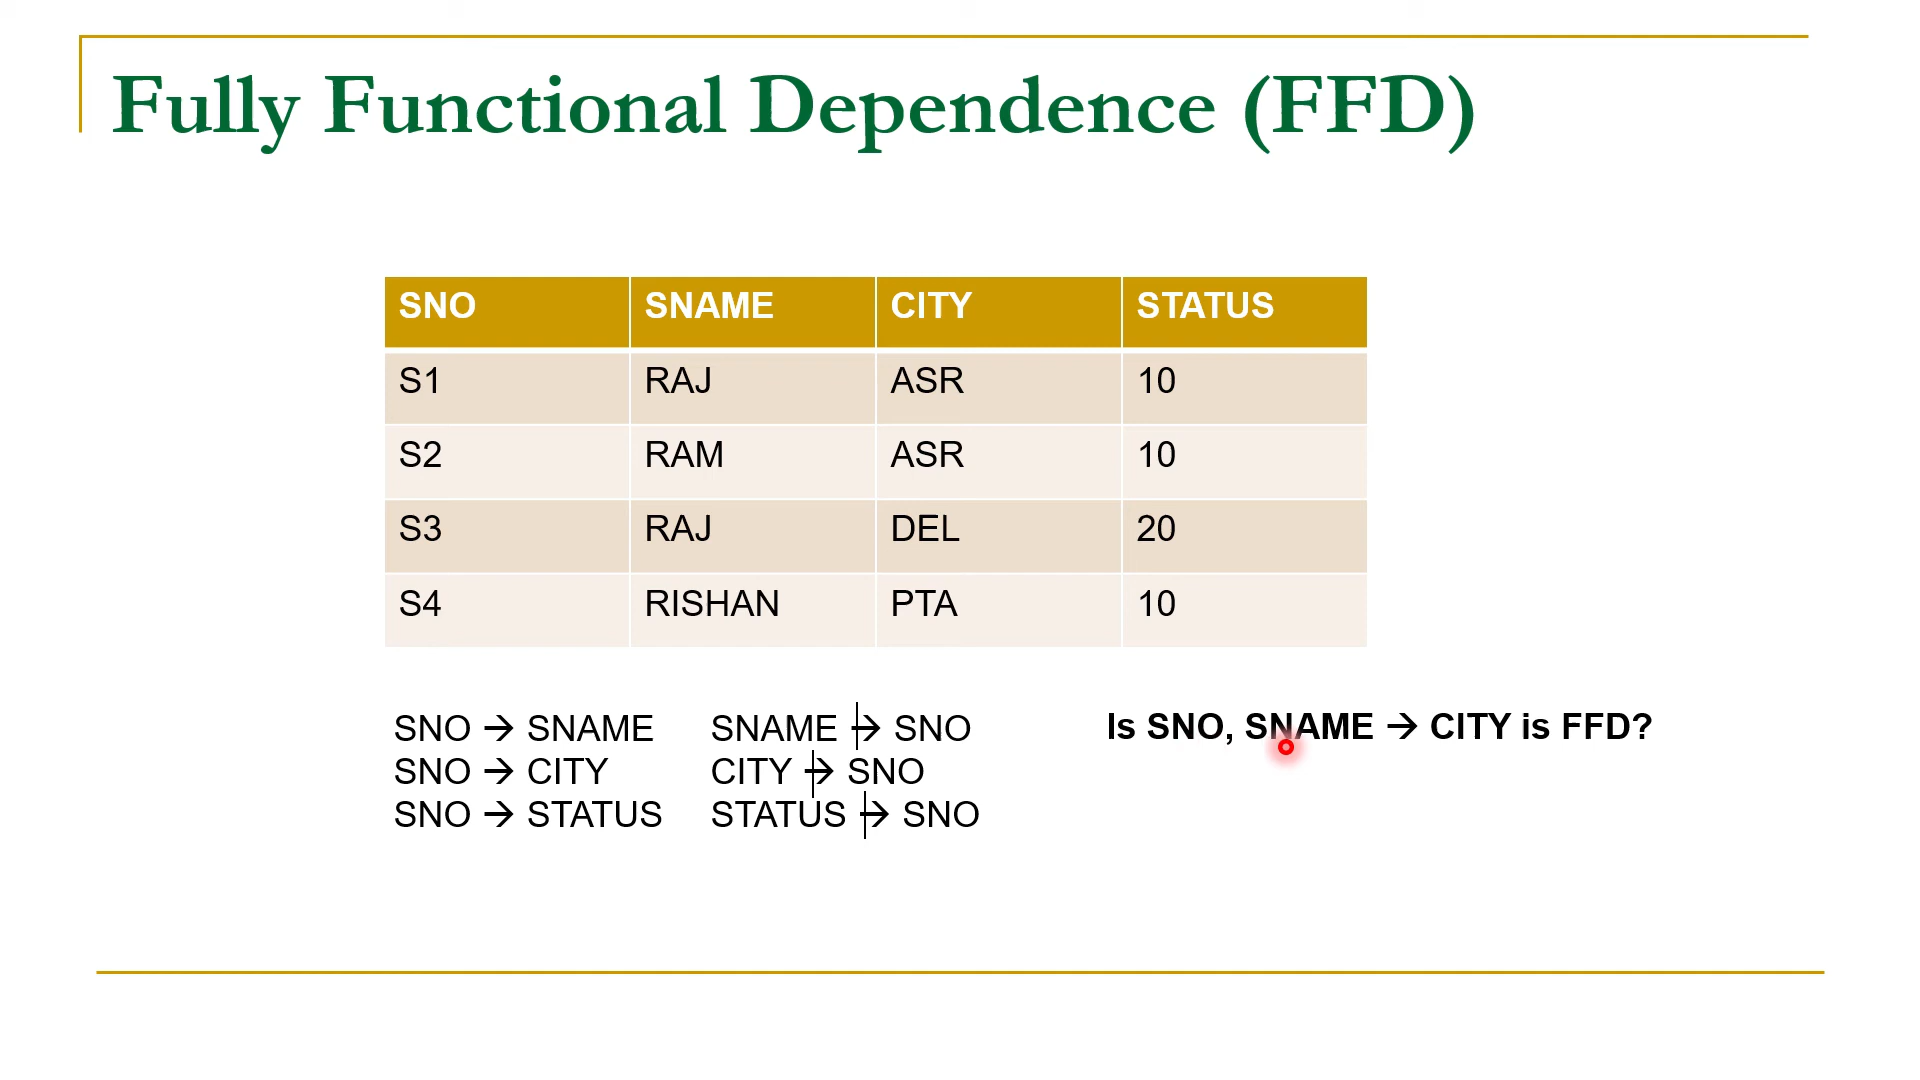 Fully Functional Dependence (FFD)
SNO SNAME CITY STATUS
S1 RAJ ASR 10
S2 RAM ASR 10
S3 RAJ DEL 20
S4 RISHAN PTA 10
SNO → SNAME
SNO → CITY
SNO → STATUS
SNAME ↛ SNO
CITY ↛ SNO
STATUS ↛ SNO
Is SNO, SNAME → CITY is FFD?